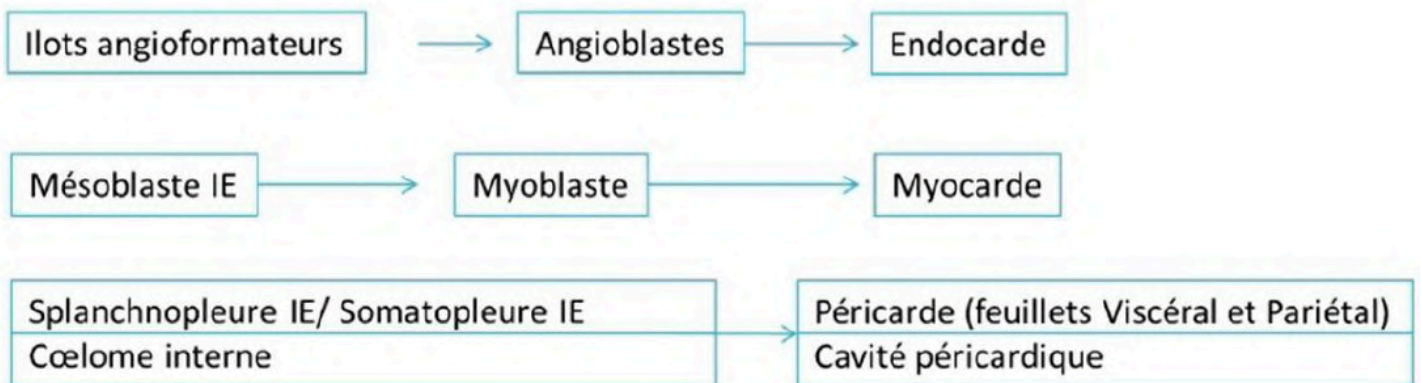 Ilots angioformateurs Angioblastes Endocarde
Mésoblaste IE Myoblaste Myocarde
Splanchnopleure IE/ Somatopleure IE Péricarde (feuillets Viscéral et Pariétal)
Cœlome interne Cavité péricardique